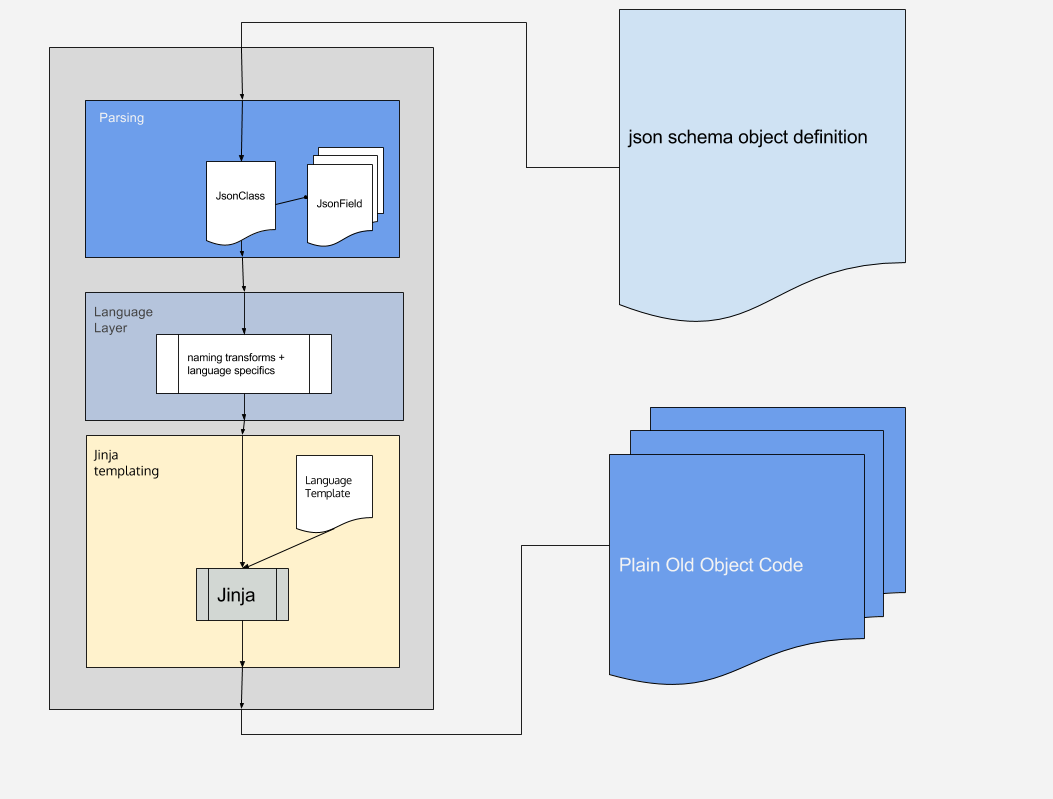 json schema object definition
Parsing
JsonClass
JsonField
Language
Layer
naming transforms +
language specifics
Jinja
templating
Language
Template
Jinja
Plain Old Object Code